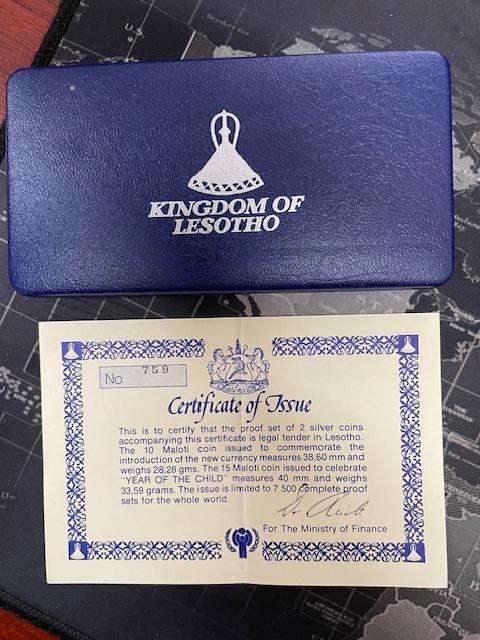 KINGDOM OF
LESOTHO
No 759
Certificate of Issue
This is to certify that the proof set of 2 silver coins
accompanying this certificate is legal tender in Lesotho.
The 10 Maloti coin issued to commemorate the
introduction of the new currency measures 38,60 mm and
weighs 28,28 gms. The 15 Maloti coin issued to celebrate
"YEAR OF THE CHILD" measures 40 mm and weighs
33,59 grams. The issue is limited to 7 500 complete proof
sets for the whole world.
For The Ministry of Finance